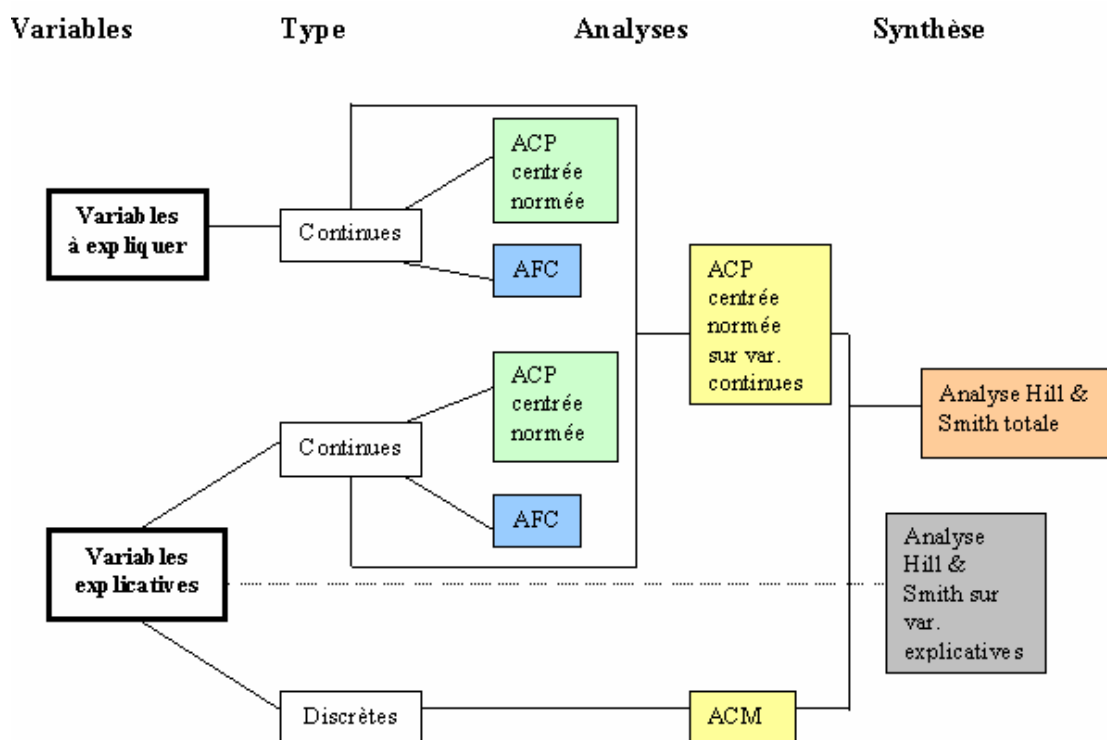 Variables Type Analyses Synthèse
ACP
centrée
normée
Variables
à expliquer
Continues
AFC
ACP
centrée
normée
sur var.
continues
ACP
centrée
normée
Analyse Hill &
Smith totale
Continues
AFC
Variables
explicatives
Analyse
Hill &
Smith sur
var.
explicatives
Discrètes
ACM